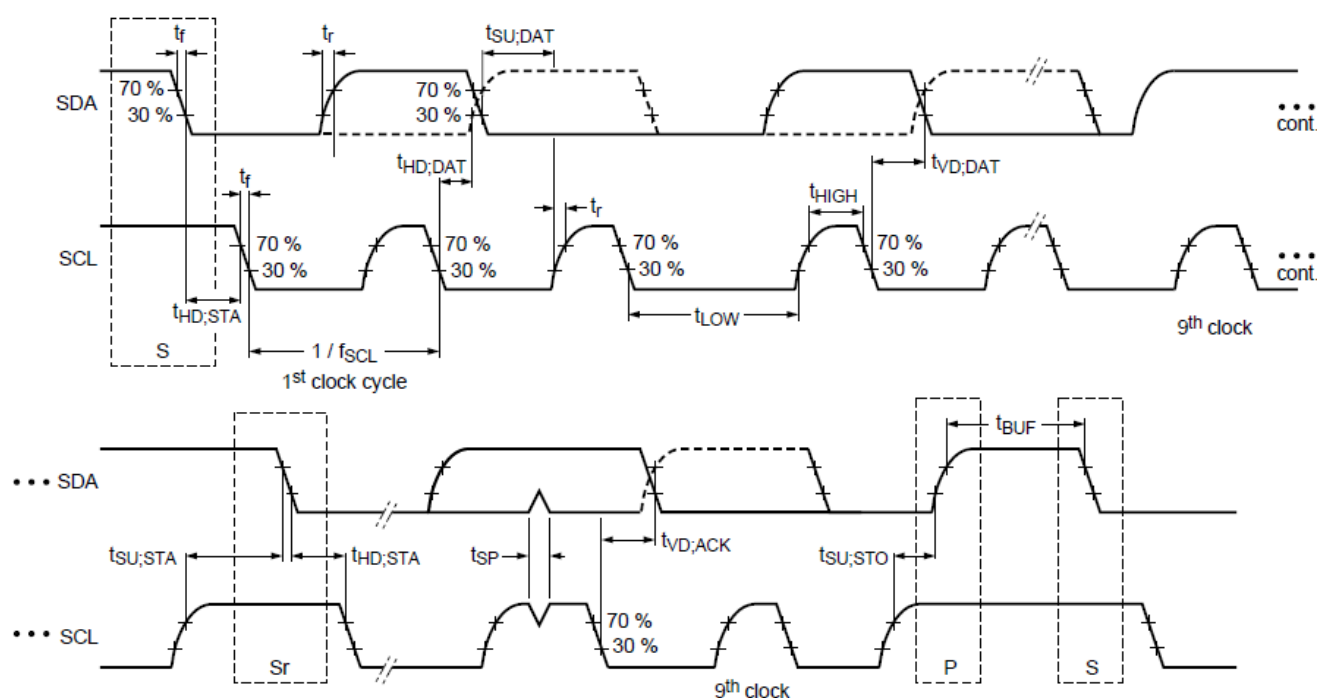 tf
tr
tSU;DAT
70 %
30 %
SDA
70 %
30 %
cont.
tHD;DAT
tVD;DAT
tf
tr
tHIGH
SCL
70 %
30 %
70 %
30 %
70 %
30 %
70 %
30 %
cont.
tHD;STA
tLOW
9th clock
S
1 / fSCL
1st clock cycle
tBUF
SDA
tSU;STA
tHD;STA
tSP
tVD;ACK
tSU;STO
SCL
70 %
30 %
Sr
P
S
9th clock